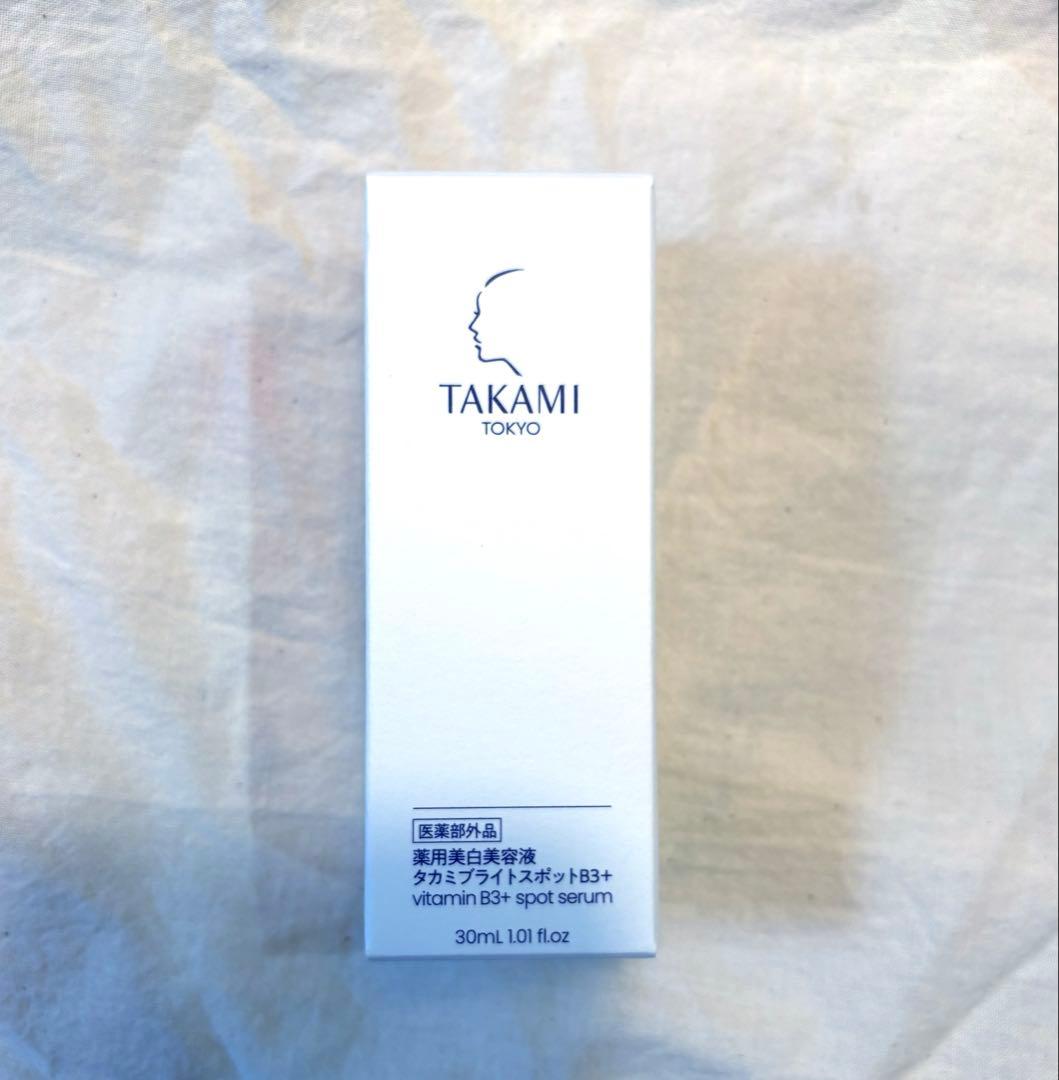 TAKAMI
TOKYO
医薬部外品
薬用美白美容液
タカミブライトスポットB3+
vitamin B3+ spot serum
30mL 1.01 fl.oz